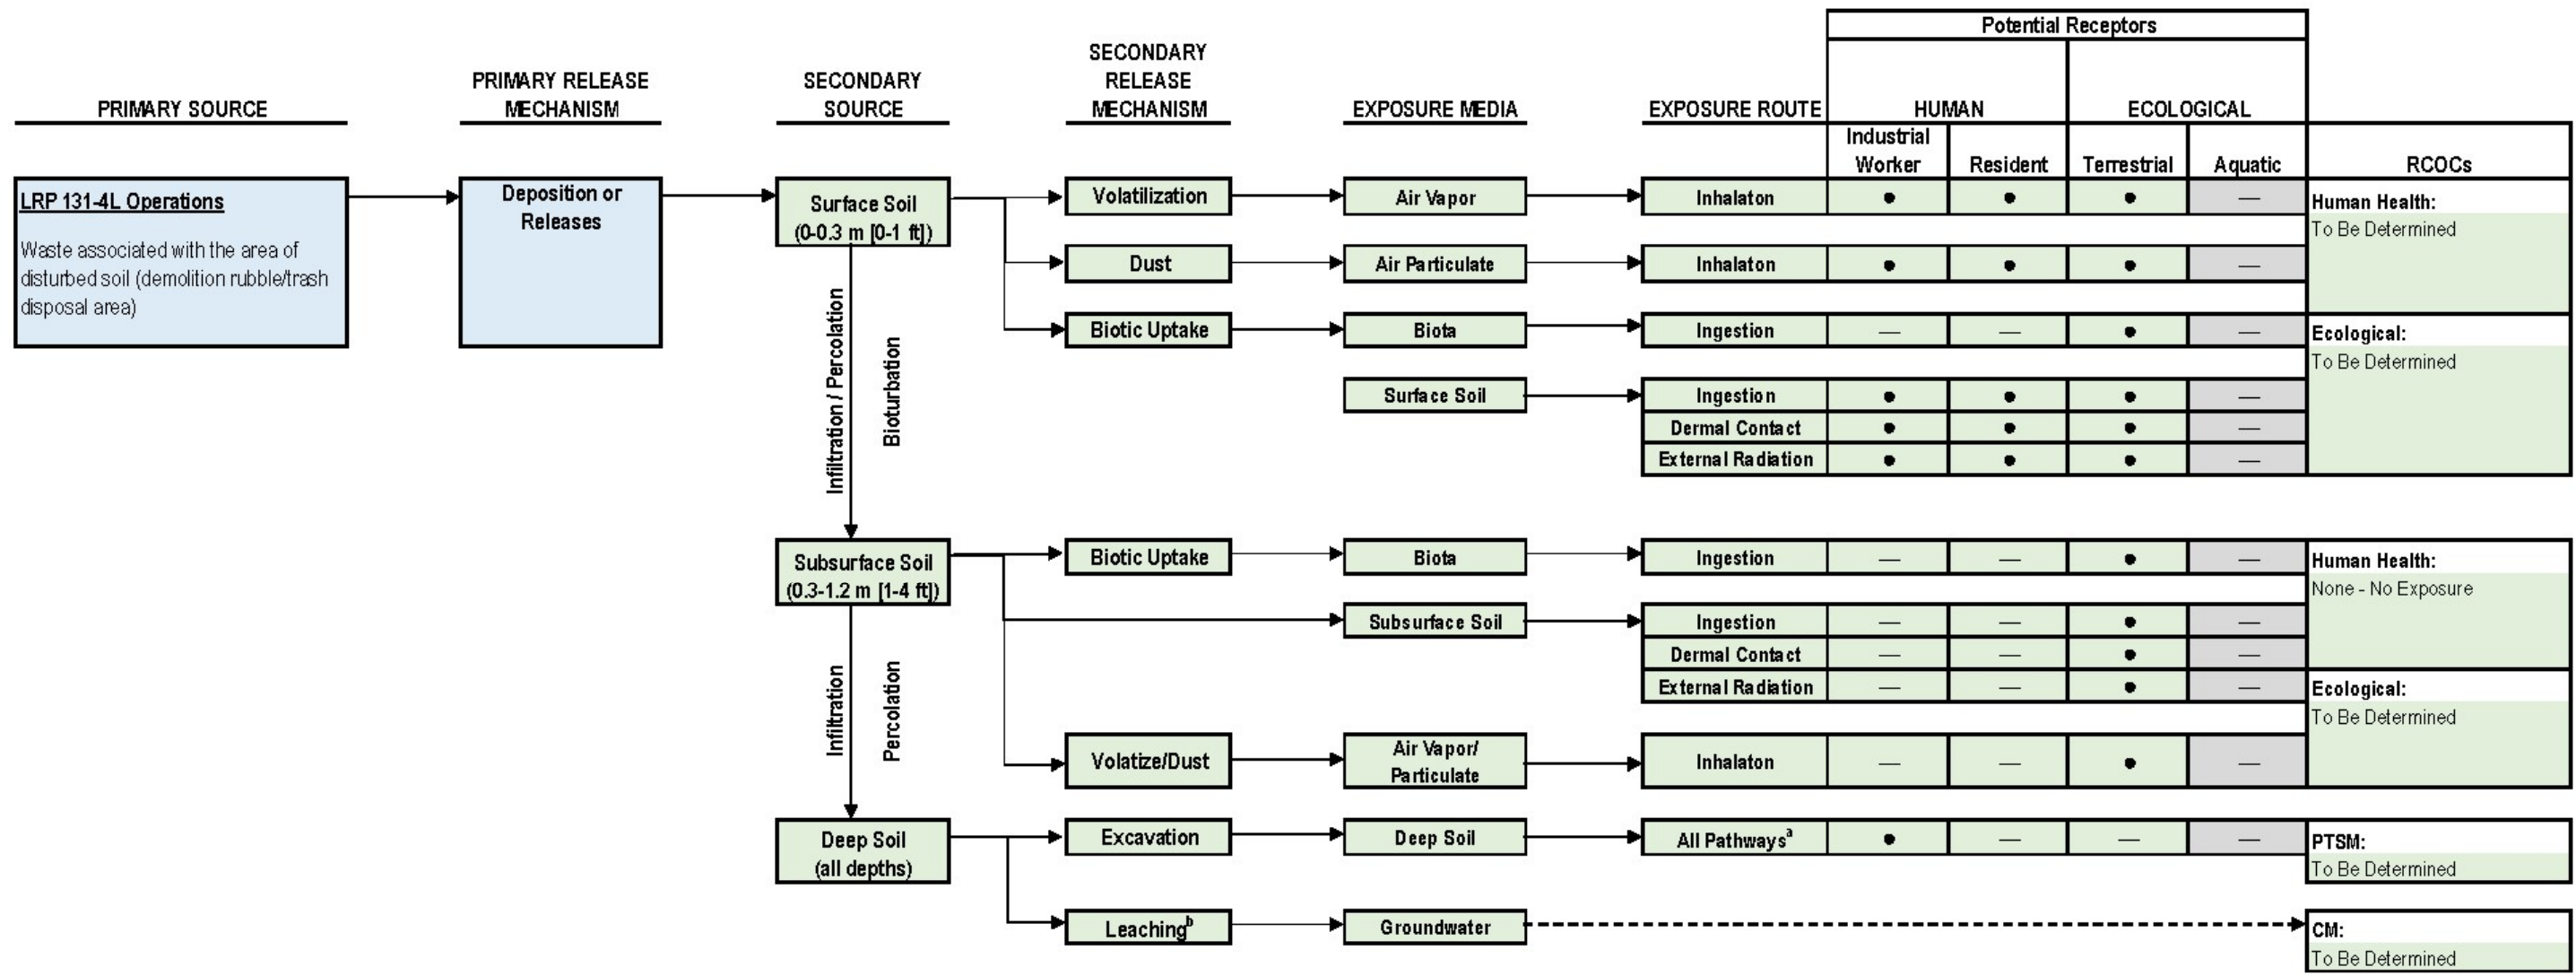 Potential Receptors
PRIMARY SOURCE
PRIMARY RELEASE
MECHANISM
SECONDARY
SOURCE
SECONDARY
RELEASE
MECHANISM
EXPOSURE MEDIA
EXPOSURE ROUTE
HUMAN
ECOLOGICAL
Industrial
Worker
Resident
Terrestrial
Aquatic
RCOCs
LRP 131-4L Operations
Waste associated with the area of
disturbed soil (demolition rubble/trash
disposal area)
Deposition or
Releases
Surface Soil
(0-0.3 m [0-1 ft])
Volatilization
Air Vapor
Inhalaton
● ● ● —
Human Health:
To Be Determined
Dust
Air Particulate
Inhalaton
● ● ● —
Biotic Uptake
Biota
Ingestion
— — ● —
Ecological:
To Be Determined
Surface Soil
Ingestion
● ● ● —
Dermal Contact
● ● ● —
External Radiation
● ● ● —
Infiltration / Percolation
Bioturbation
Subsurface Soil
(0.3-1.2 m [1-4 ft])
Biotic Uptake
Biota
Ingestion
— — ● —
Human Health:
None - No Exposure
Subsurface Soil
Ingestion
— — ● —
Dermal Contact
— — ● —
External Radiation
— — ● —
Ecological:
To Be Determined
Infiltration
Percolation
Volatize/Dust
Air Vapor/
Particulate
Inhalaton
— — ● —
Deep Soil
(all depths)
Excavation
Deep Soil
All Pathwaysᵃ
● — — —
PTSM:
To Be Determined
Leachingᵇ
Groundwater
CM:
To Be Determined